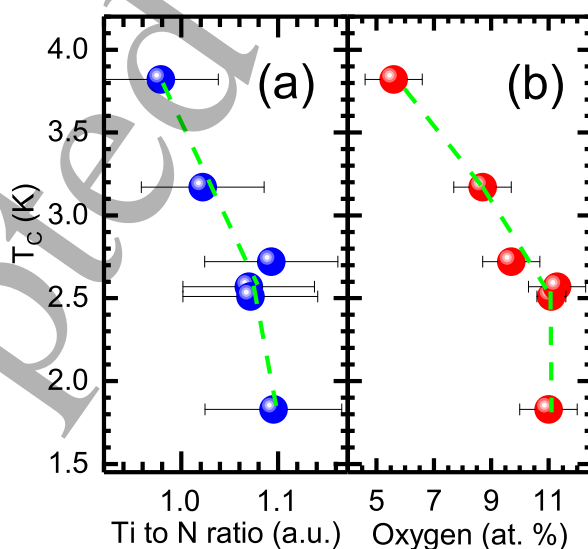 (a)
(b)
4.0
3.5
3.0
2.5
2.0
1.5
T_C (K)
1.0 1.1
5 7 9 11
Ti to N ratio (a.u.)
Oxygen (at. %)
pted